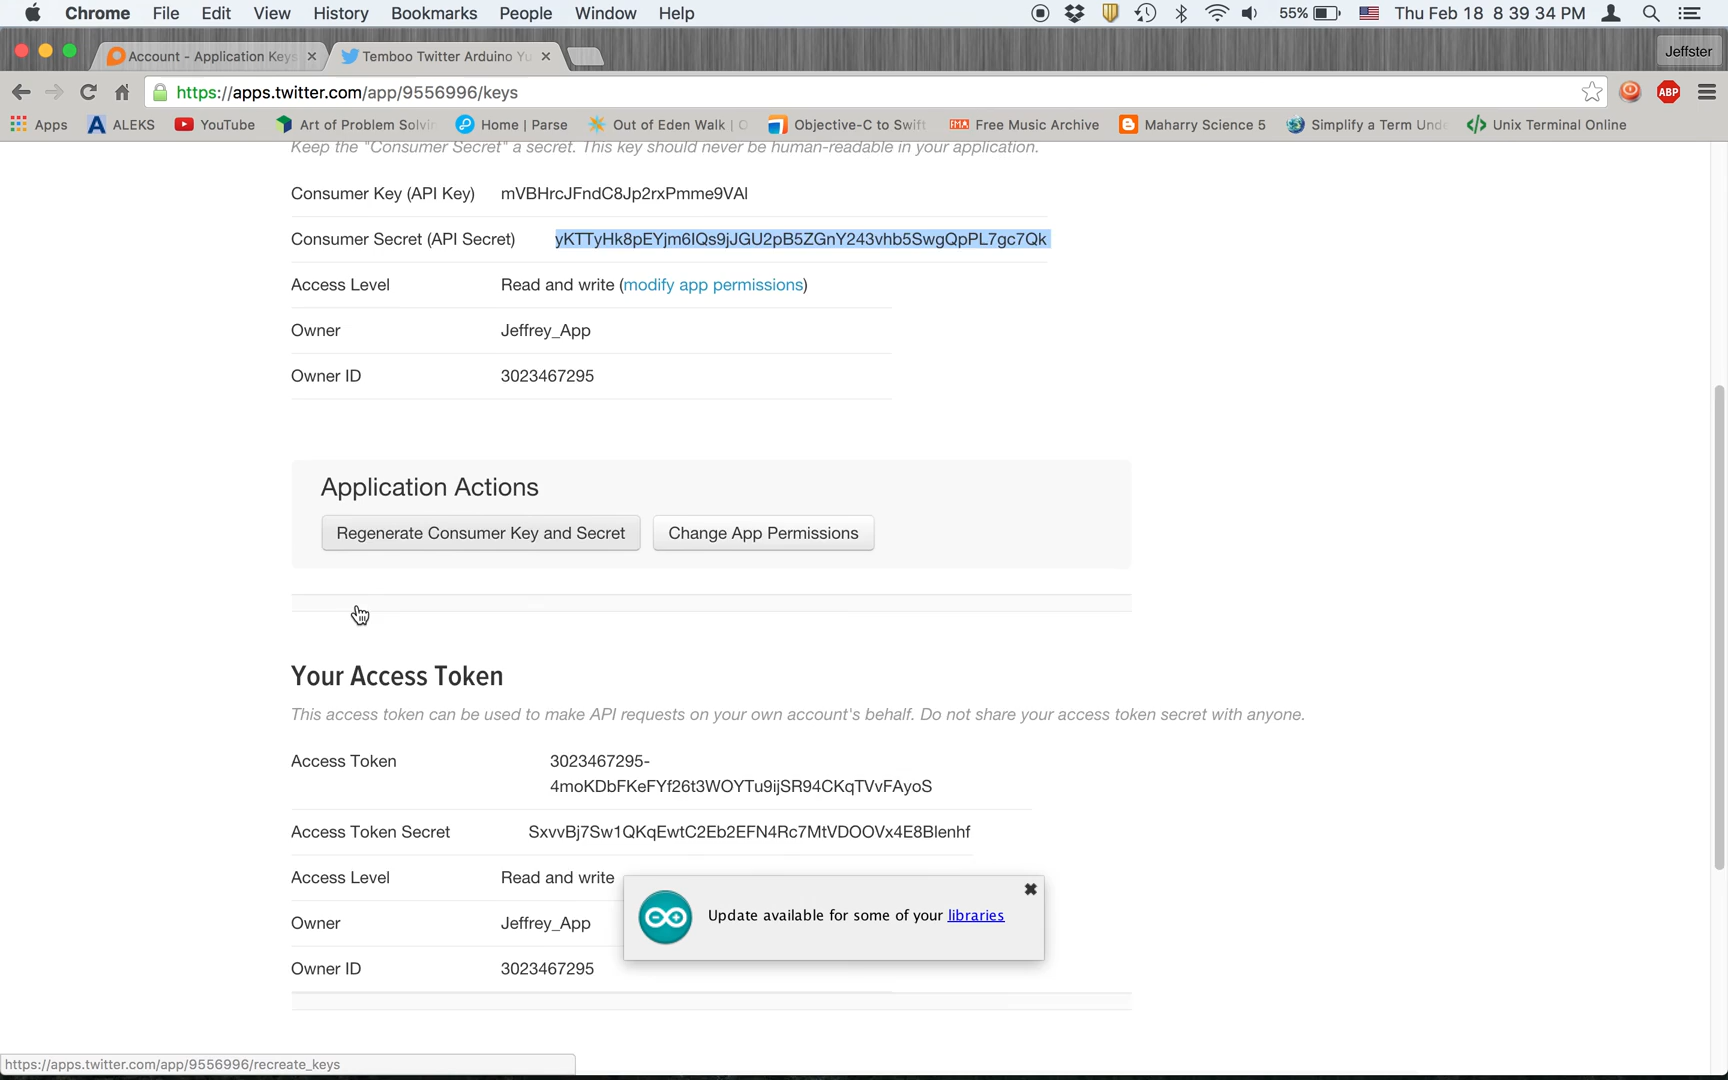 Chrome File Edit View History Bookmarks People Window Help 55% Thu Feb 18 8 39 34 PM
Account - Application Keys Temboo Twitter Arduino Yu Jeffster
https://apps.twitter.com/app/9556996/keys ABP
Apps ALEKS YouTube Art of Problem Solvin Home | Parse Out of Eden Walk | O Objective-C to Swift Free Music Archive Maharry Science 5 Simplify a Term Unde Unix Terminal Online
Keep the "Consumer Secret" a secret. This key should never be human-readable in your application.
Consumer Key (API Key) mVBHrcJFndC8Jp2rxPmme9VAl
Consumer Secret (API Secret) yKTTyHk8pEYjm6IQs9jJGU2pB5ZGnY243vhb5SwgQpPL7gc7Qk
Access Level Read and write (modify app permissions)
Owner Jeffrey_App
Owner ID 3023467295
Application Actions
Regenerate Consumer Key and Secret Change App Permissions
Your Access Token
This access token can be used to make API requests on your own account's behalf. Do not share your access token secret with anyone.
Access Token 3023467295-
4moKDbFKeFYf26t3WOYTu9ijSR94CKqTVvFAyoS
Access Token Secret SxvvBj7Sw1QKqEwtC2Eb2EFN4Rc7MtVDOOVx4E8Blenhf
Access Level Read and write
Update available for some of your libraries
Owner Jeffrey_App
Owner ID 3023467295
https://apps.twitter.com/app/9556996/recreate_keys